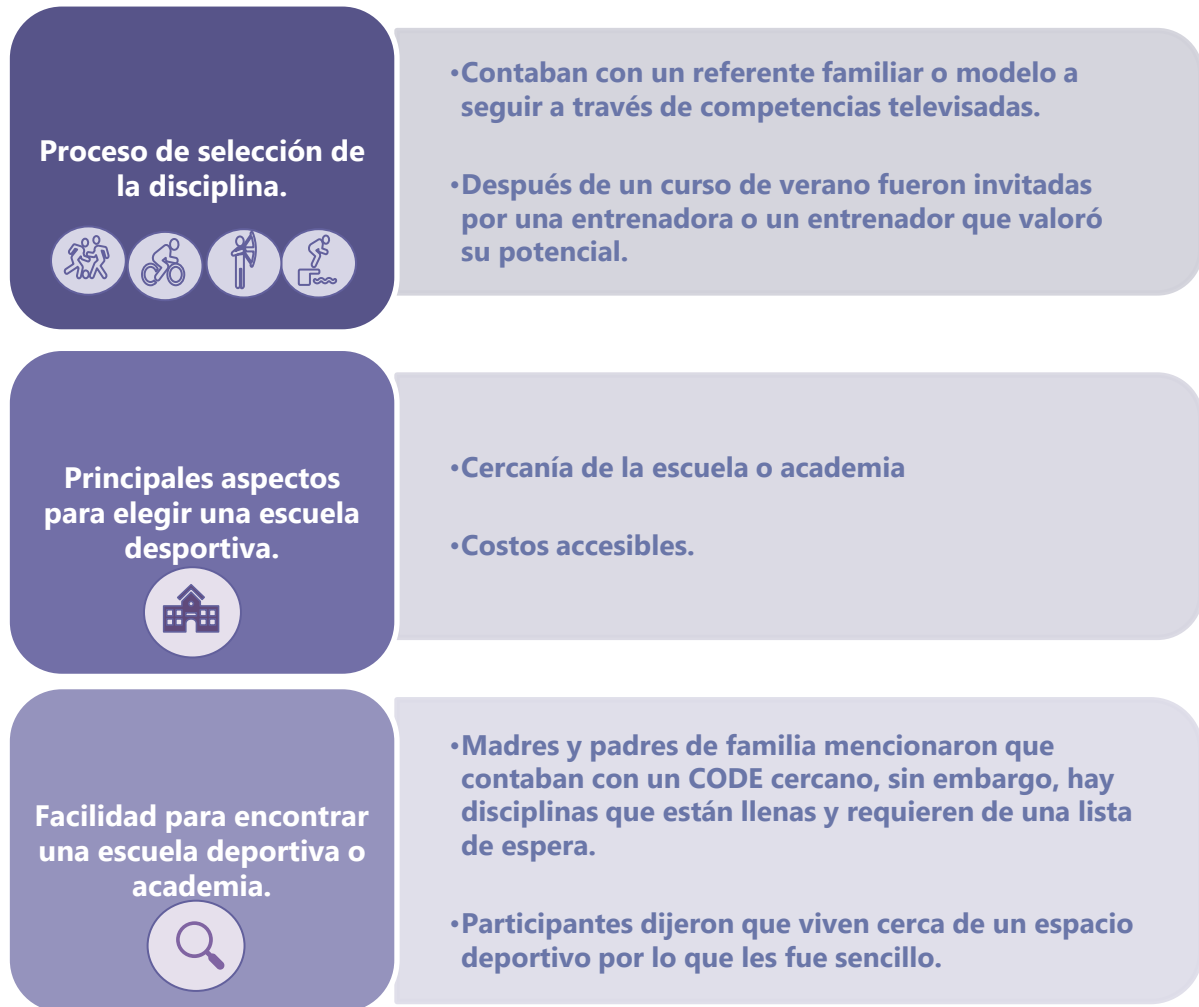 Proceso de selección de
la disciplina.
•Contaban con un referente familiar o modelo a
seguir a través de competencias televisadas.
•Después de un curso de verano fueron invitadas
por una entrenadora o un entrenador que valoró
su potencial.
Principales aspectos
para elegir una escuela
desportiva.
•Cercanía de la escuela o academia
•Costos accesibles.
Facilidad para encontrar
una escuela deportiva o
academia.
•Madres y padres de familia mencionaron que
contaban con un CODE cercano, sin embargo, hay
disciplinas que están llenas y requieren de una lista
de espera.
•Participantes dijeron que viven cerca de un espacio
deportivo por lo que les fue sencillo.